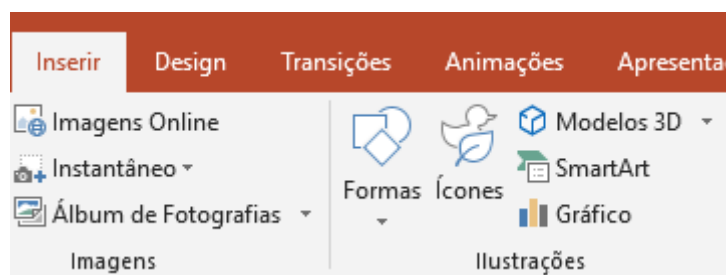 Inserir Design Transições Animações Apresenta
Imagens Online
Instantâneo
Álbum de Fotografias
Imagens
Formas
Ícones
Modelos 3D
SmartArt
Gráfico
Ilustrações